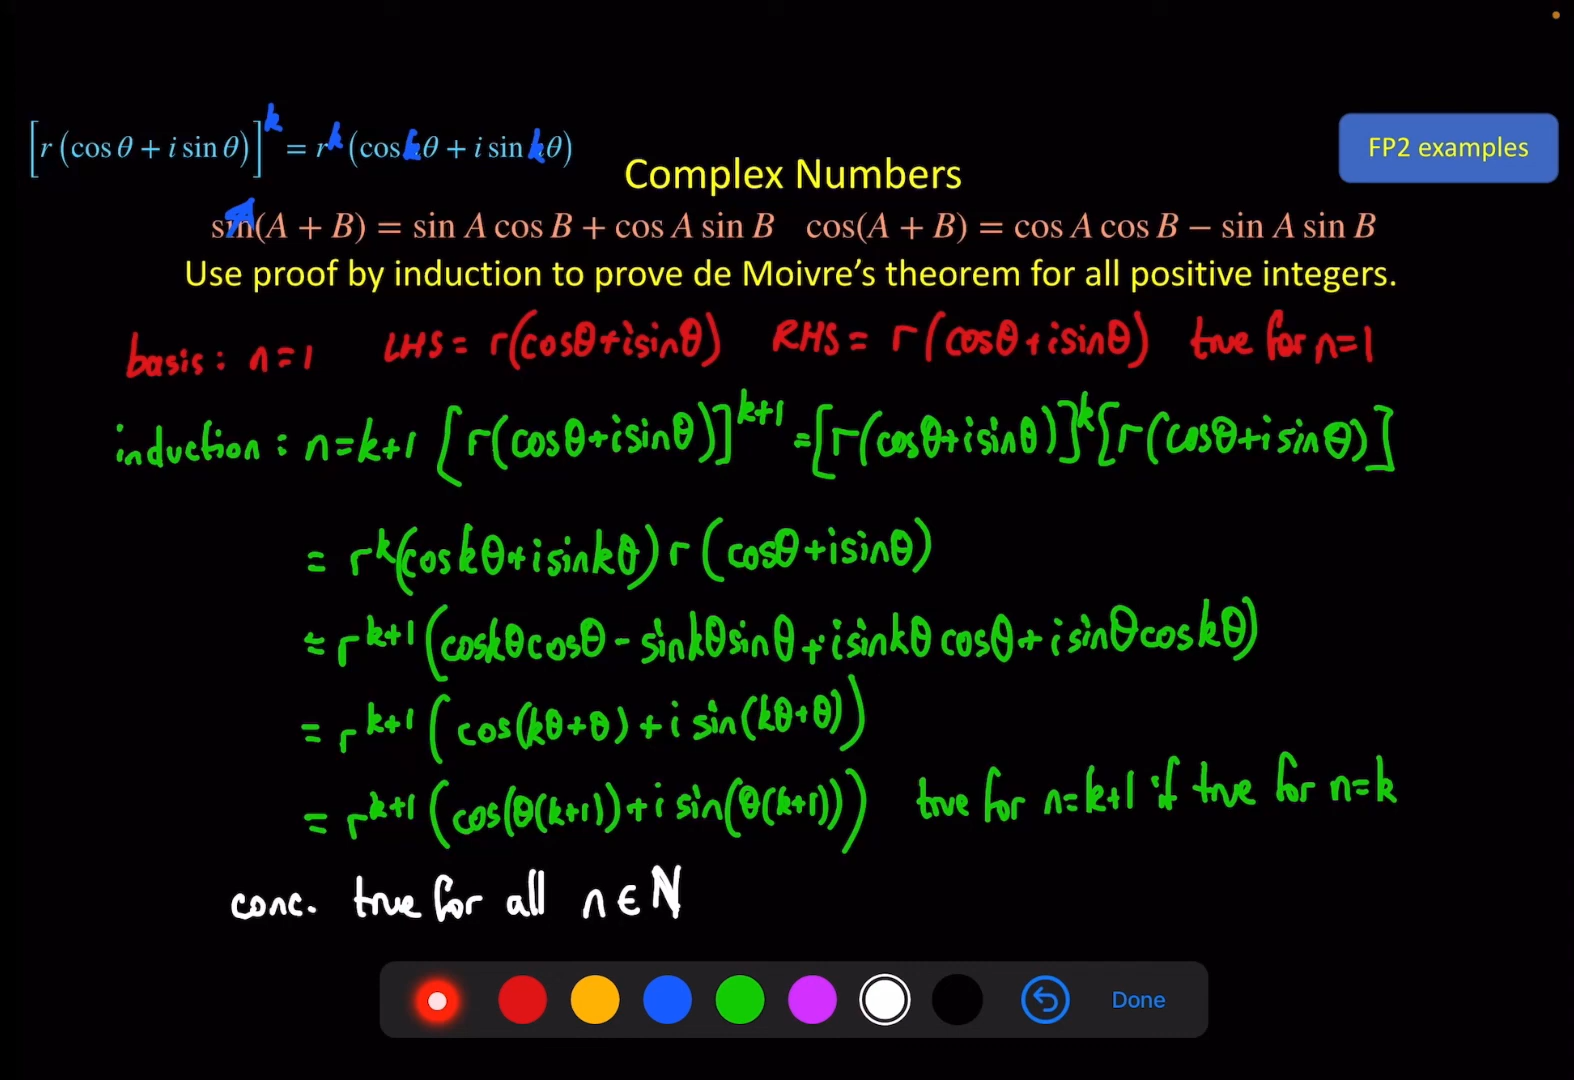 [r (cos θ + i sin θ)]^k = r^k (cos kθ + i sin kθ)
FP2 examples
Complex Numbers
sin(A + B) = sin A cos B + cos A sin B cos(A + B) = cos A cos B − sin A sin B
Use proof by induction to prove de Moivre's theorem for all positive integers.
basis: n=1 LHS = r(cosθ+isinθ) RHS = r(cosθ+isinθ) true for n=1
induction: n=k+1 [r(cosθ+isinθ)]^k+1 = [r(cosθ+isinθ)]^k [r(cosθ+isinθ)]
= r^k(coskθ+isinkθ) r (cosθ+isinθ)
= r^k+1 (coskθcosθ - sinkθsinθ + isinkθ cosθ + isinθcoskθ)
= r^k+1 (cos(kθ+θ) + i sin(kθ+θ))
= r^k+1 (cos(θ(k+1)) + i sin(θ(k+1))) true for n=k+1 if true for n=k
conc. true for all n∈ℕ
Done